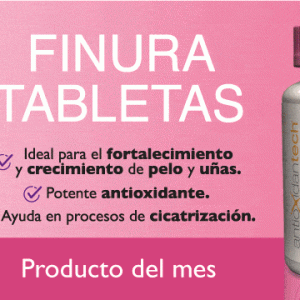 FINURA
TABLETAS
Ideal para el fortalecimiento
y crecimiento de pelo y uñas.
Potente antioxidante.
Ayuda en procesos de cicatrización.
Producto del mes